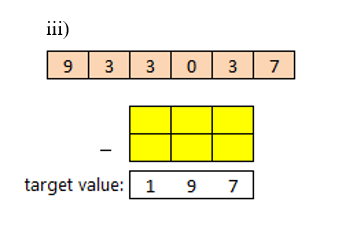 iii)
9 3 3 0 3 7
–
target value: 1 9 7